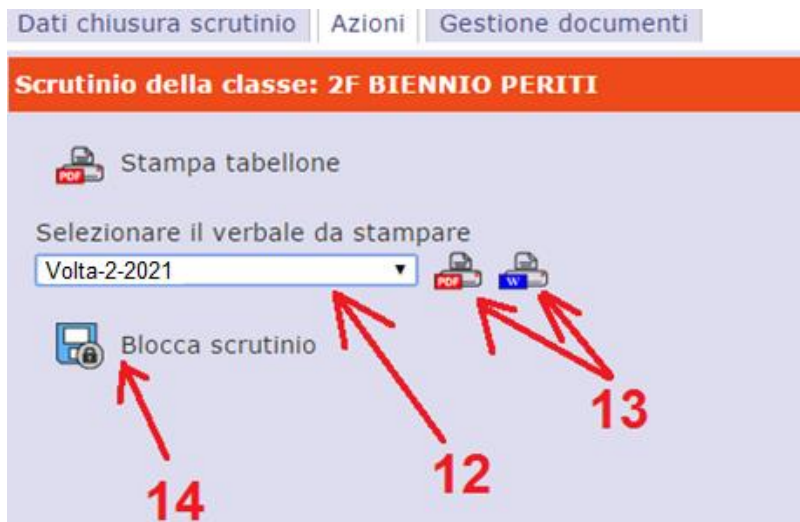 Dati chiusura scrutinio Azioni Gestione documenti
Scrutinio della classe: 2F BIENNIO PERITI
PDF Stampa tabellone
Selezionare il verbale da stampare
Volta-2-2021 PDF W
Blocca scrutinio
13
12
14